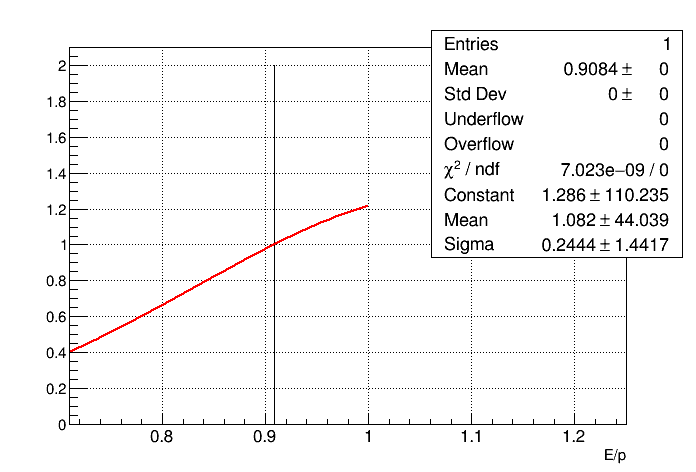 Entries 1
Mean 0.9084 ± 0
Std Dev 0 ± 0
Underflow 0
Overflow 0
χ² / ndf 7.023e−09 / 0
Constant 1.286 ± 110.235
Mean 1.082 ± 44.039
Sigma 0.2444 ± 1.4417
2
1.8
1.6
1.4
1.2
1
0.8
0.6
0.4
0.2
0
0.8 0.9 1 1.1 1.2
E/p